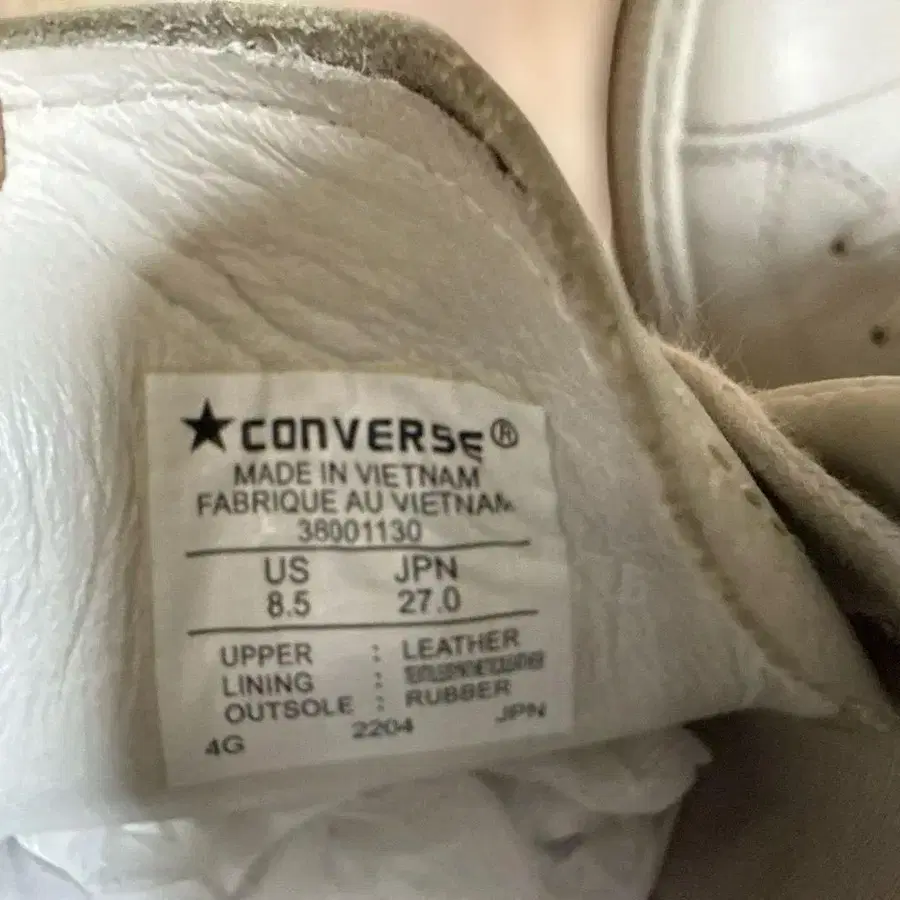 ★CONVERSE®
MADE IN VIETNAM
FABRIQUE AU VIETNAM
38001130
US JPN
8.5 27.0
UPPER : LEATHER
LINING :
OUTSOLE : RUBBER
4G 2204 JPN